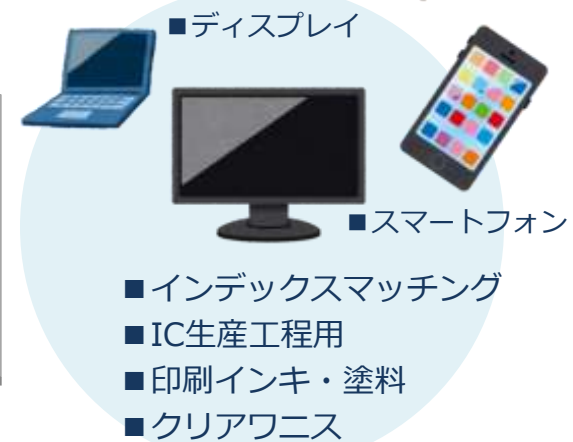 ■ディスプレイ
■スマートフォン
■インデックスマッチング
■IC生産工程用
■印刷インキ・塗料
■クリアワニス